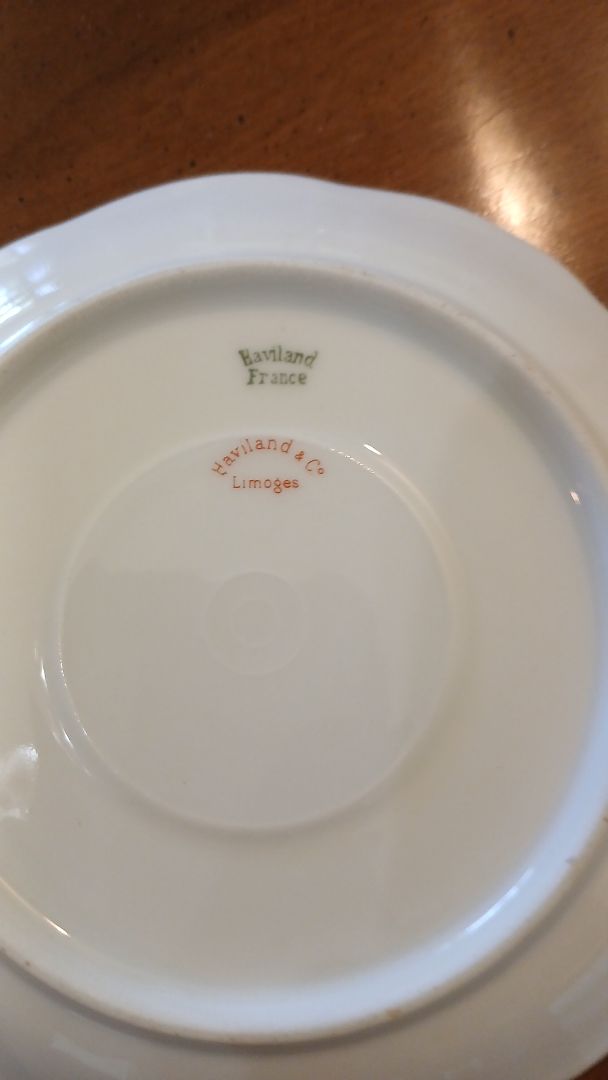 Haviland
France
Haviland & Co
Limoges